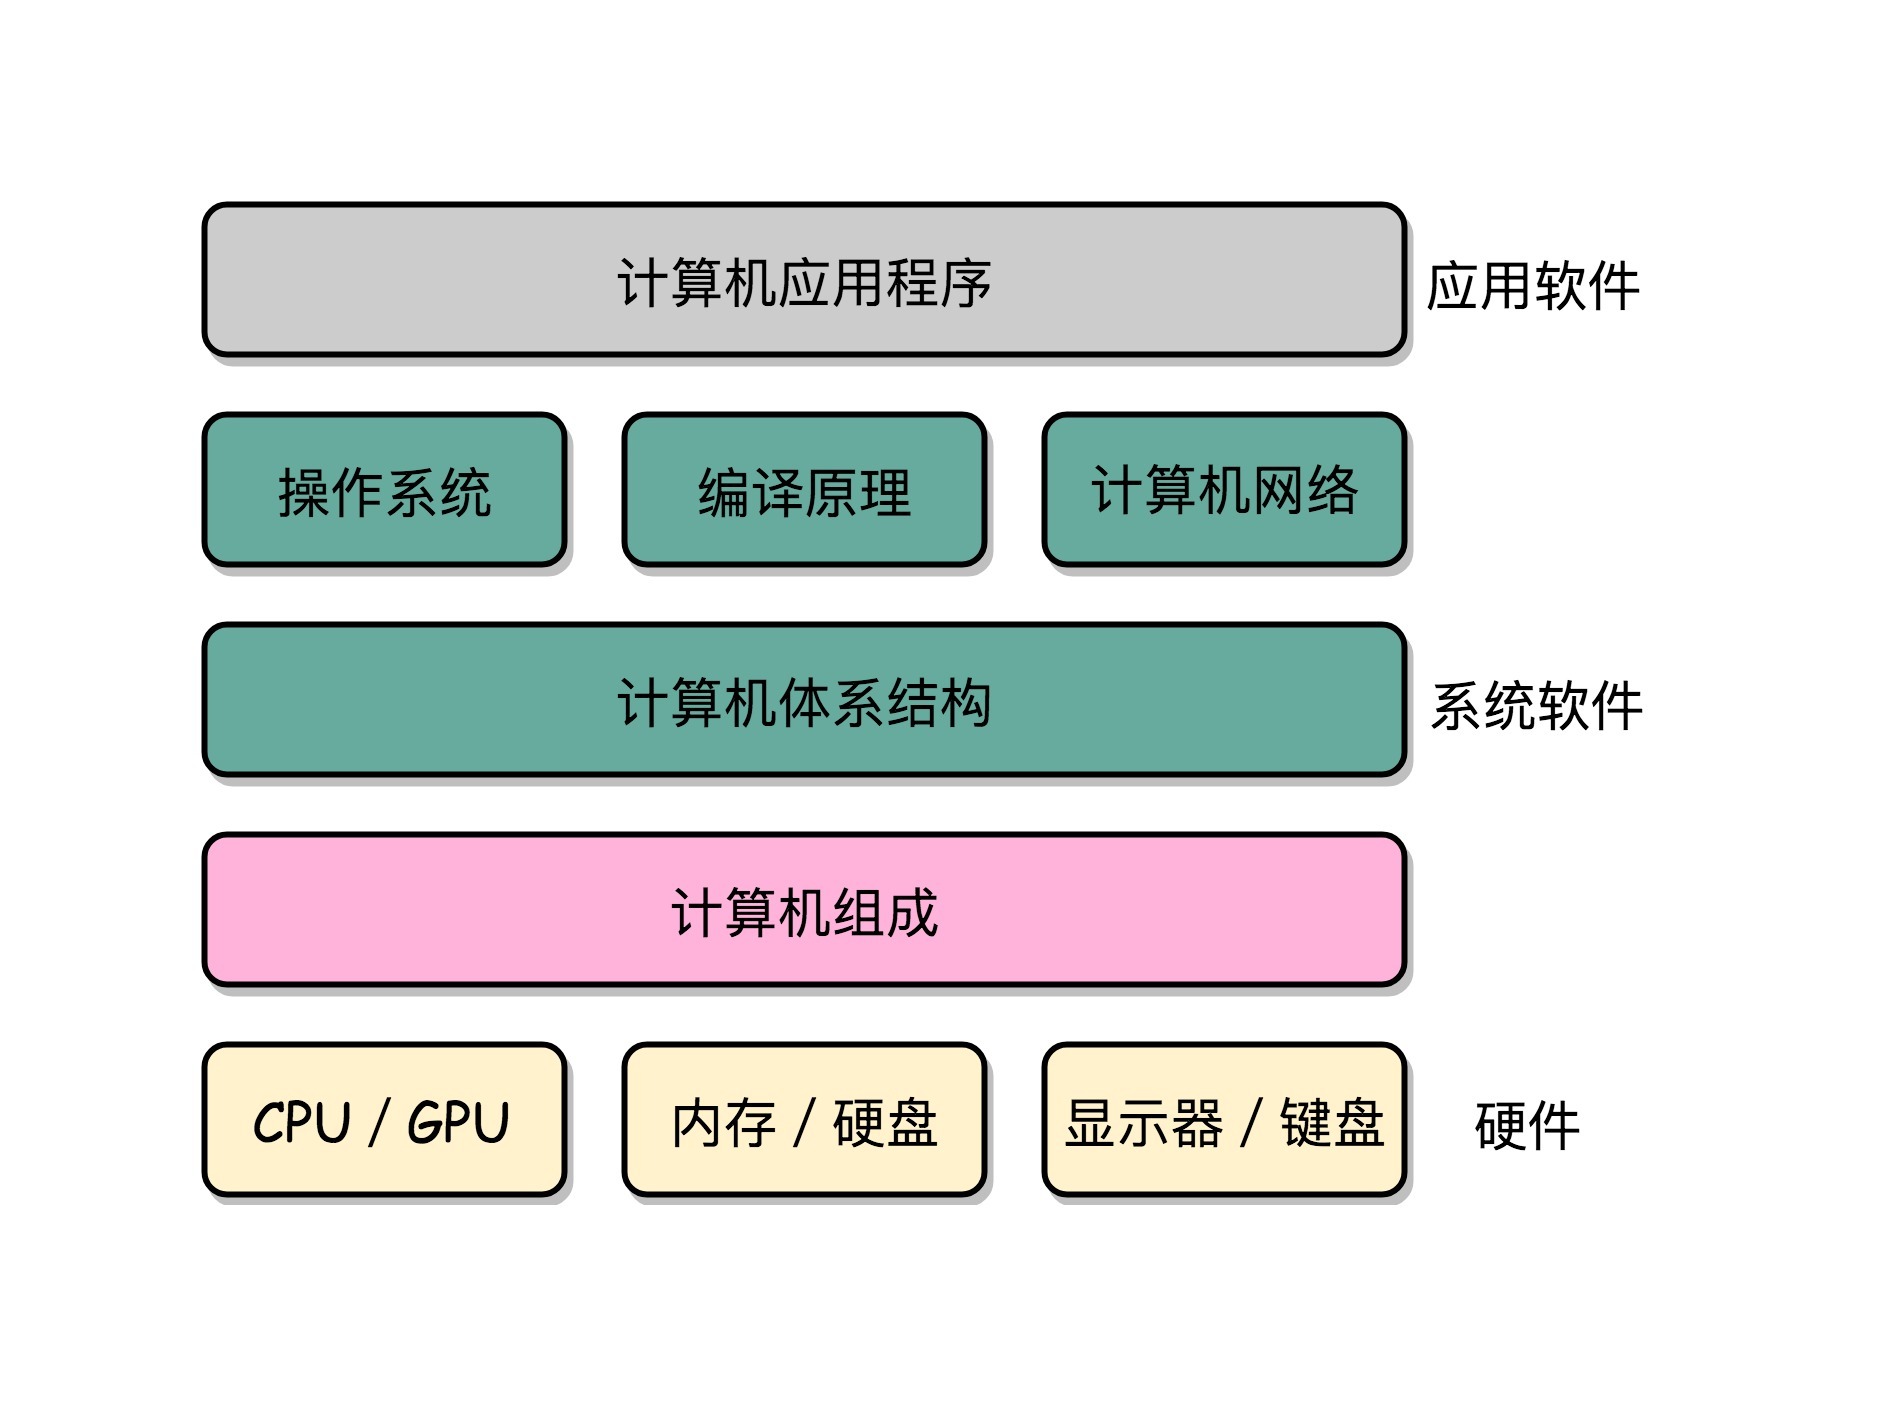 计算机应用程序
应用软件
操作系统
编译原理
计算机网络
计算机体系结构
系统软件
计算机组成
CPU / GPU
内存 / 硬盘
显示器 / 键盘
硬件